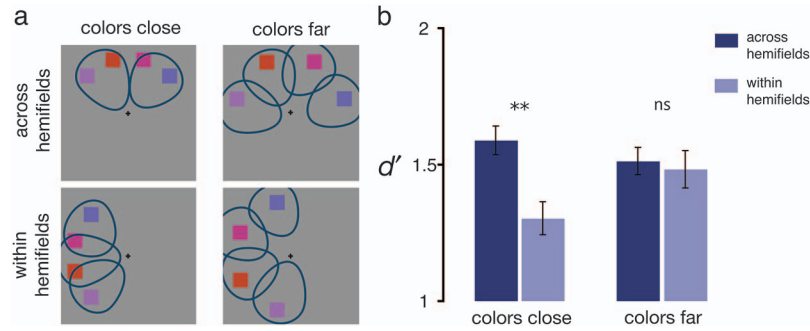 a
colors close
colors far
across
hemifields
within
hemifields
b
2
1.5
1
d′
across
hemifields
within
hemifields
**
ns
colors close
colors far